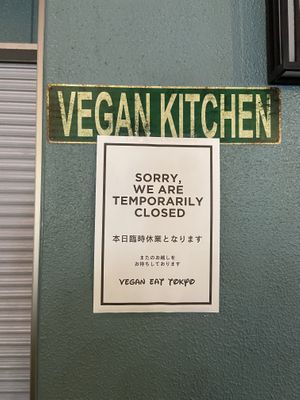 VEGAN KITCHEN
SORRY,
WE ARE
TEMPORARILY
CLOSED
本日臨時休業となります
またのお越しを
お待ちしております
VEGAN EAT TOKYO